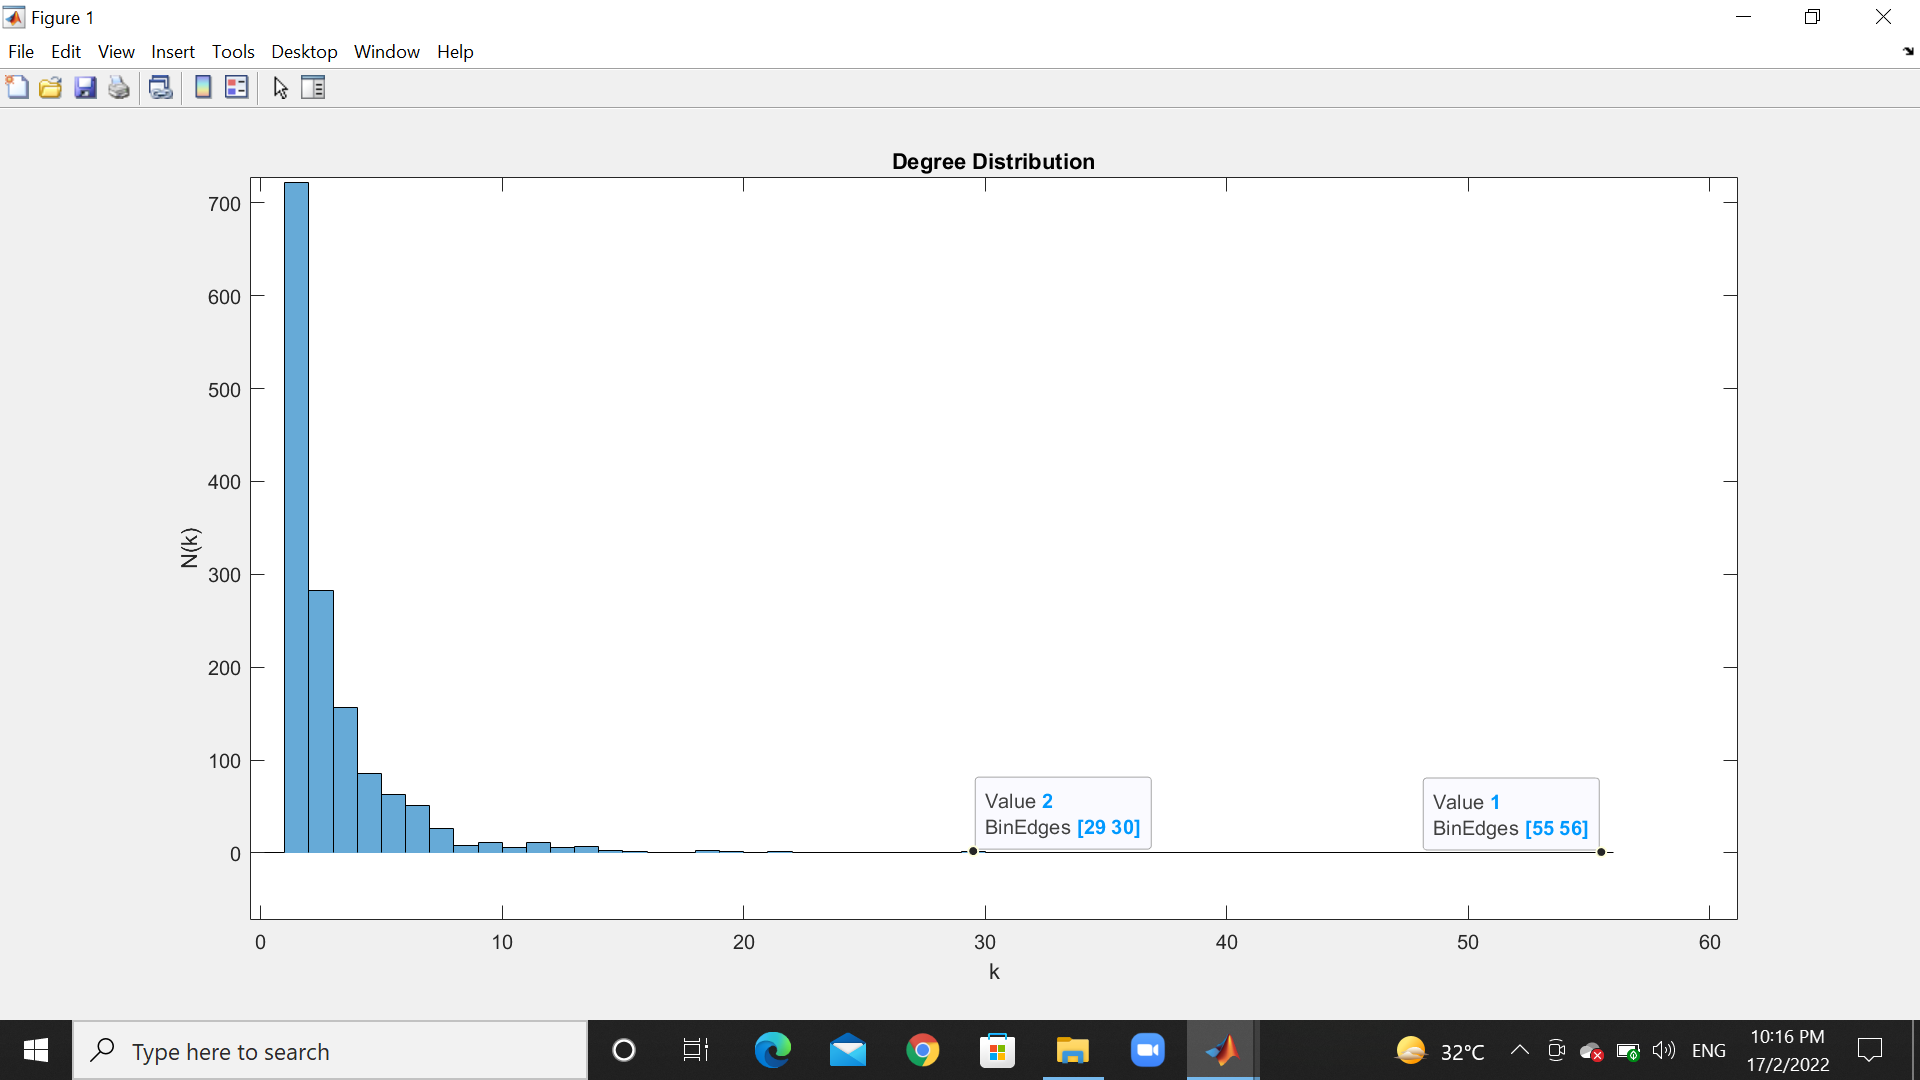 Figure 1
File Edit View Insert Tools Desktop Window Help
Degree Distribution
700
600
500
400
300
200
100
0
N(k)
Value 2
BinEdges [29 30]
Value 1
BinEdges [55 56]
0 10 20 30 40 50 60
k
Type here to search
32°C
ENG
10:16 PM
17/2/2022